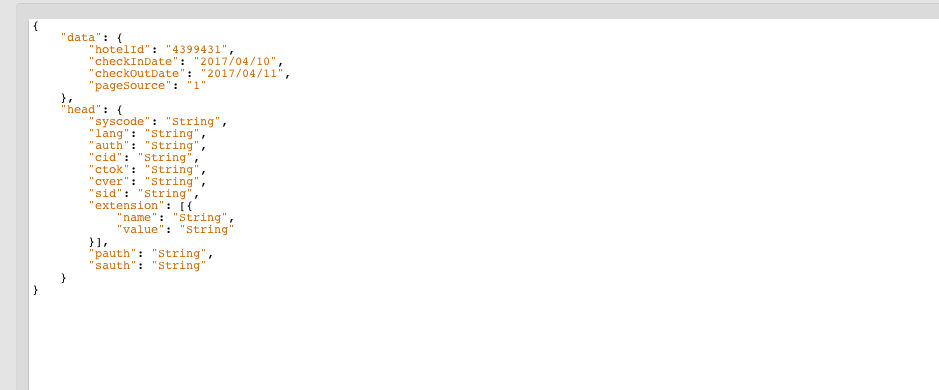 {
    "data": {
        "hotelId": "4399431",
        "checkInDate": "2017/04/10",
        "checkOutDate": "2017/04/11",
        "pageSource": "1"
    },
    "head": {
        "syscode": "String",
        "lang": "String",
        "auth": "String",
        "cid": "String",
        "ctok": "String",
        "cver": "String",
        "sid": "String",
        "extension": [{
            "name": "String",
            "value": "String"
        }],
        "pauth": "String",
        "sauth": "String"
    }
}